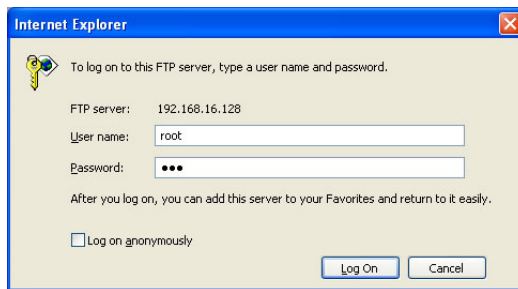 Internet Explorer
To log on to this FTP server, type a user name and password.
FTP server: 192.168.16.128
User name: root
Password: ●●●
After you log on, you can add this server to your Favorites and return to it easily.
Log on anonymously
Log On Cancel